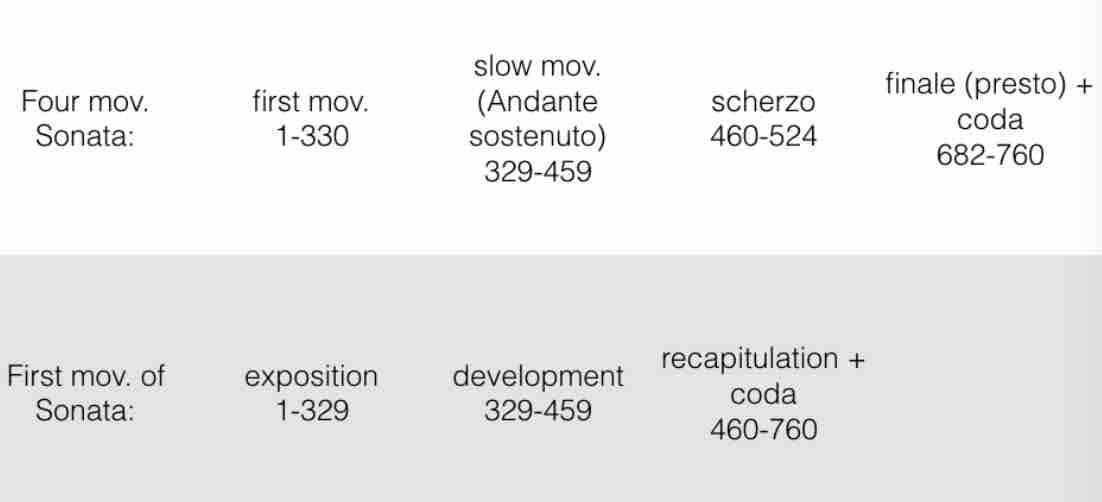 Four mov.
Sonata:
first mov.
1-330
slow mov.
(Andante
sostenuto)
329-459
scherzo
460-524
finale (presto) +
coda
682-760
First mov. of
Sonata:
exposition
1-329
development
329-459
recapitulation +
coda
460-760